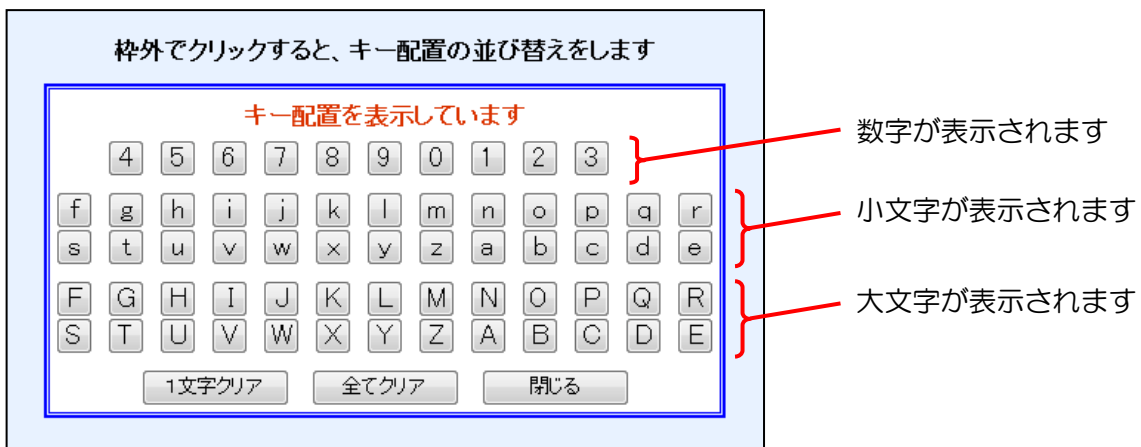 枠外でクリックすると、キー配置の並び替えをします
キー配置を表示しています
4 5 6 7 8 9 0 1 2 3
数字が表示されます
f g h i j k l m n o p q r
s t u v w x y z a b c d e
小文字が表示されます
F G H I J K L M N O P Q R
S T U V W X Y Z A B C D E
大文字が表示されます
1文字クリア 全てクリア 閉じる